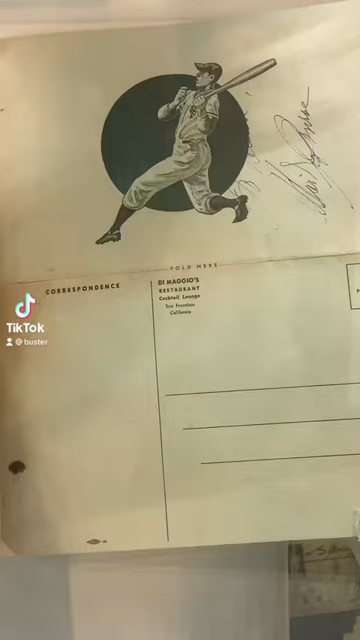 FOLD HERE
CORRESPONDENCE
DI MAGGIO'S
RESTAURANT
Cocktail Lounge
San Francisco
California
P
TikTok
@buster